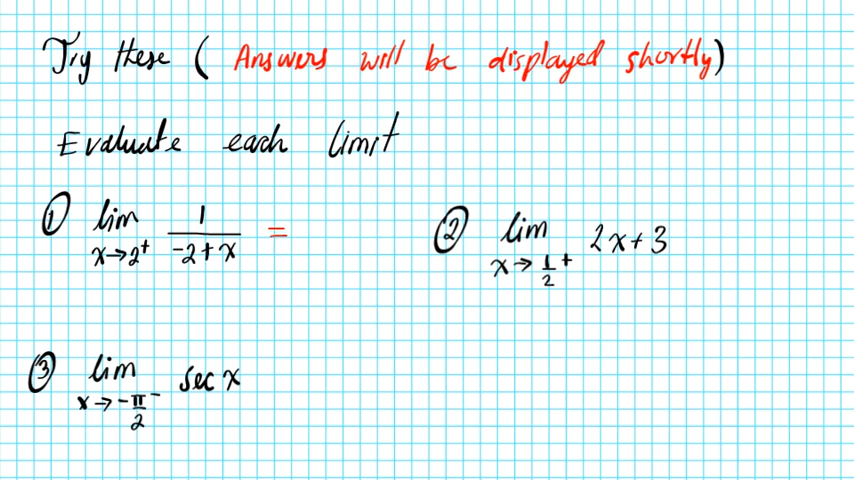 Try these ( Answers will be displayed shortly)
Evaluate each limit
① lim x→2⁺ 1/(-2+x) =
② lim x→1/2⁺ 2x+3
③ lim x→-π/2⁻ sec x